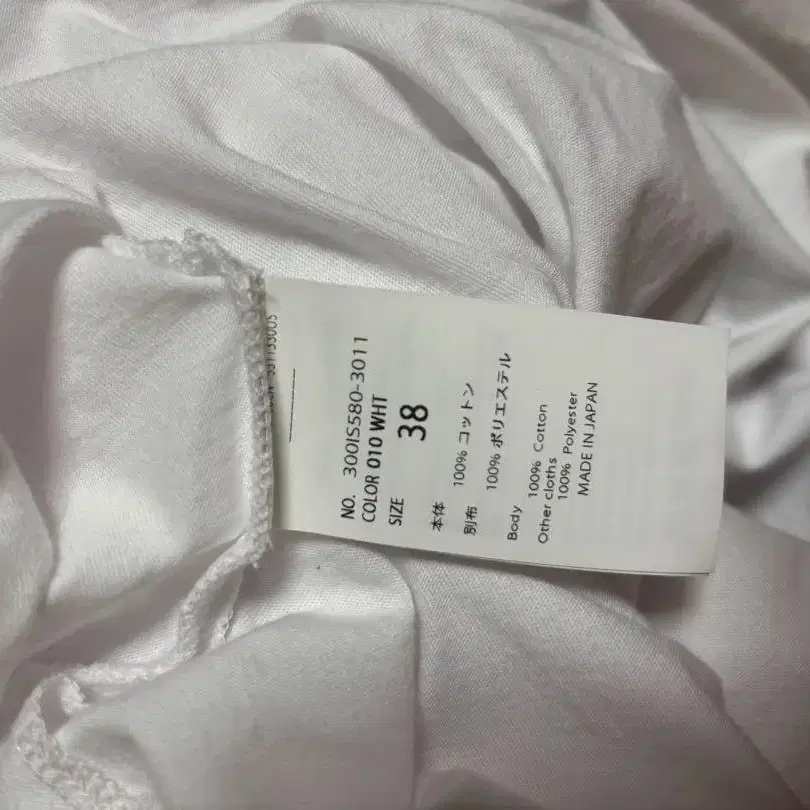 NO. 300IS580-3011
COLOR 010 WHT
SIZE 38
本体 100% コットン
別布 100% ポリエステル
Body 100% Cotton
Other cloths
100% Polyester
MADE IN JAPAN